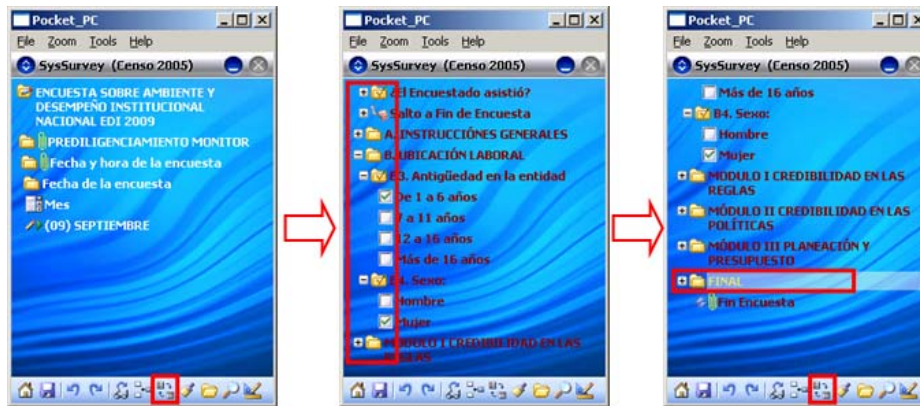 Pocket_PC
File Zoom Tools Help
SysSurvey (Censo 2005)
ENCUESTA SOBRE AMBIENTE Y
DESEMPEÑO INSTITUCIONAL
NACIONAL EDI 2009
PREDILIGENCIAMIENTO MONITOR
Fecha y hora de la encuesta
Fecha de la encuesta
Mes
(09) SEPTIEMBRE
Pocket_PC
File Zoom Tools Help
SysSurvey (Censo 2005)
¿El Encuestado asistió?
Salto a Fin de Encuesta
A. INSTRUCCIÓNES GENERALES
B. UBICACIÓN LABORAL
B3. Antigüedad en la entidad
De 1 a 6 años
7 a 11 años
12 a 16 años
Más de 16 años
B4. Sexo:
Hombre
Mujer
MODULO I CREDIBILIDAD EN LAS
REGLAS
Pocket_PC
File Zoom Tools Help
SysSurvey (Censo 2005)
Más de 16 años
B4. Sexo:
Hombre
Mujer
MODULO I CREDIBILIDAD EN LAS
REGLAS
MÓDULO II CREDIBILIDAD EN LAS
POLÍTICAS
MÓDULO III PLANEACIÓN Y
PRESUPUESTO
FINAL
Fin Encuesta